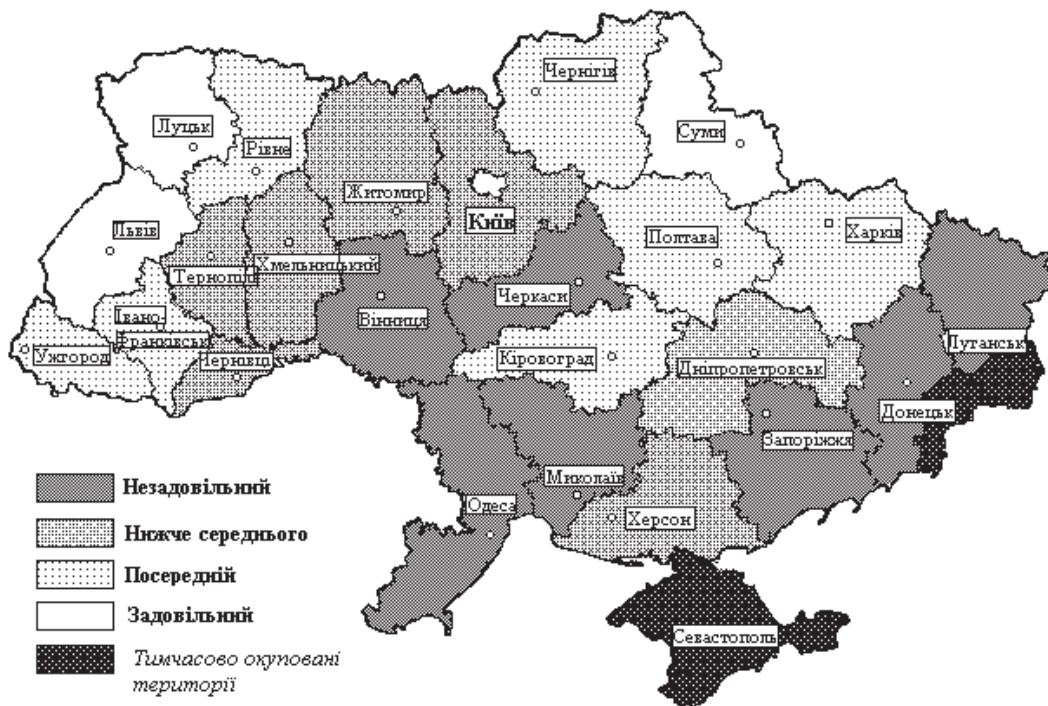 Чернігів
Луцьк
Суми
Рівне
Житомир
Київ
Львів
Полтава
Харків
Тернопіль
Хмельницький
Черкаси
Вінниця
Івано-
Франківськ
Ужгород
Чернівці
Кіровоград
Дніпропетровськ
Луганськ
Донецьк
Запоріжжя
Миколаїв
Одеса
Херсон
Севастополь
Незадовільний
Нижче середнього
Посередній
Задовільний
Тимчасово окуповані
території